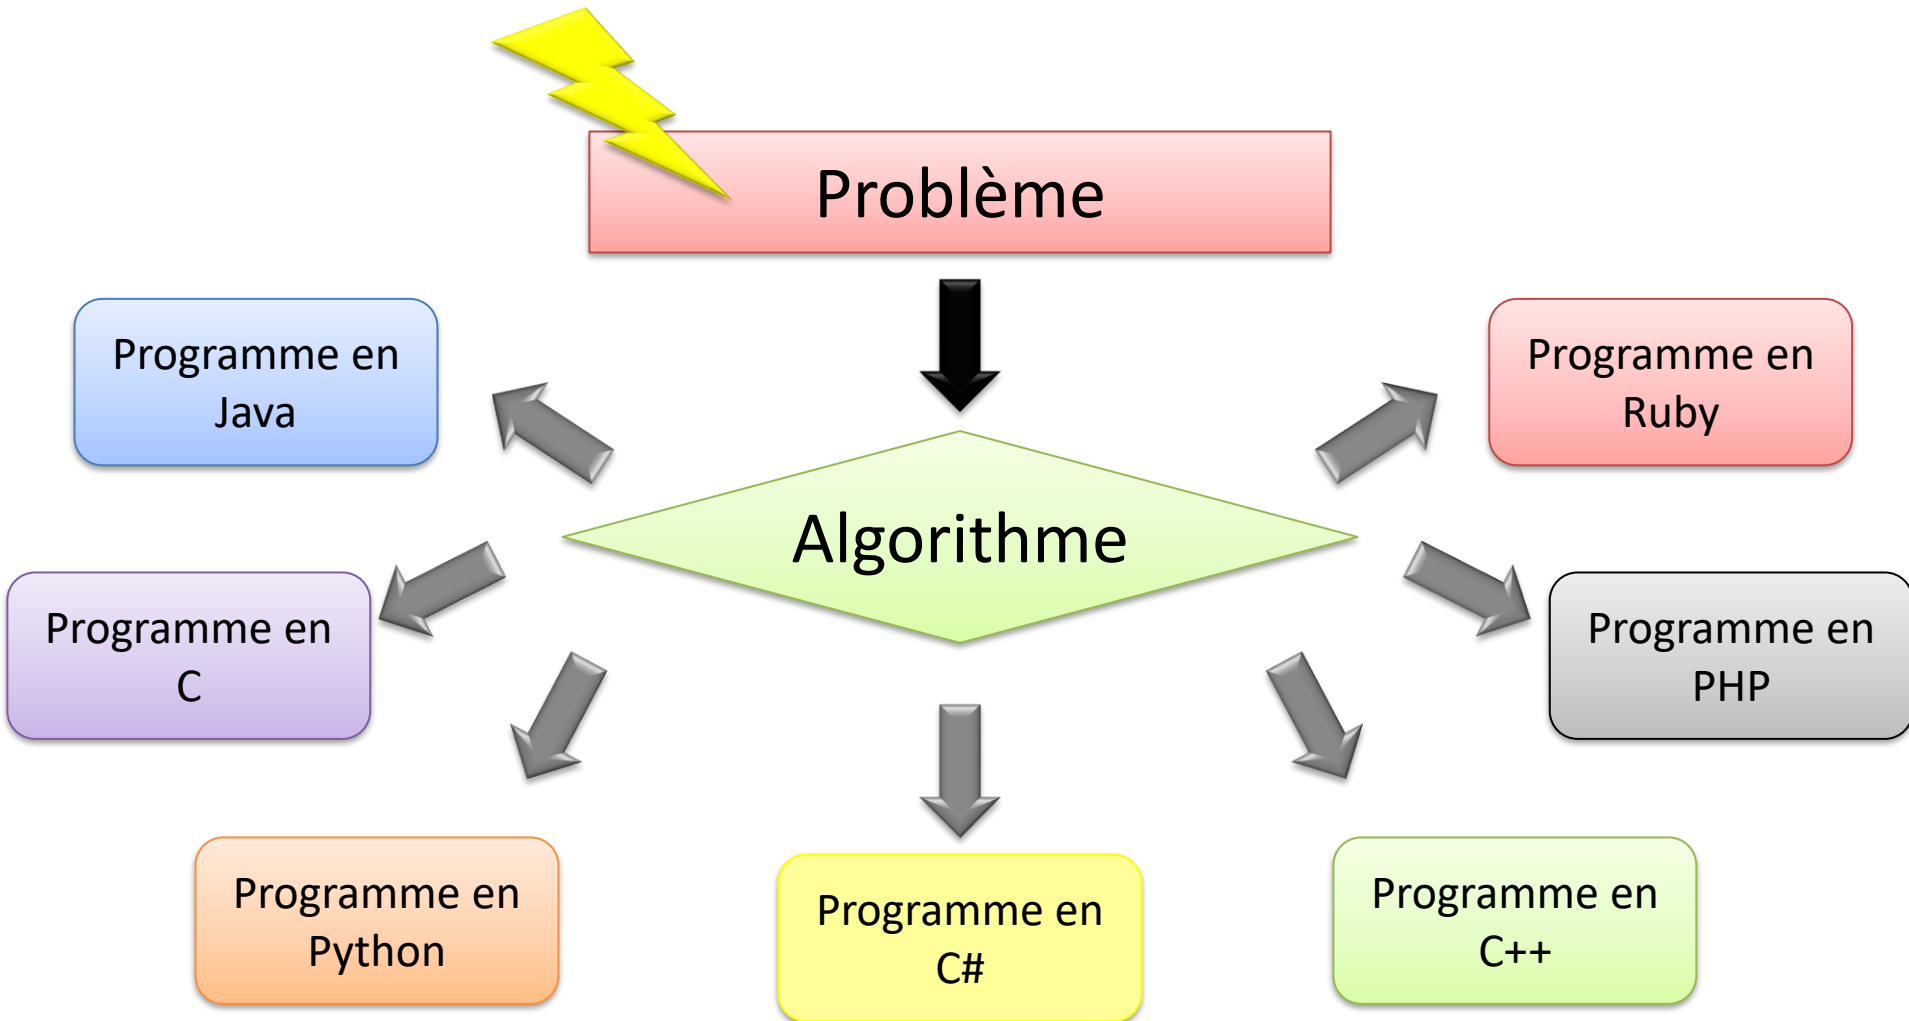 Problème
Programme en
Java
Programme en
Ruby
Algorithme
Programme en
C
Programme en
PHP
Programme en
Python
Programme en
C#
Programme en
C++